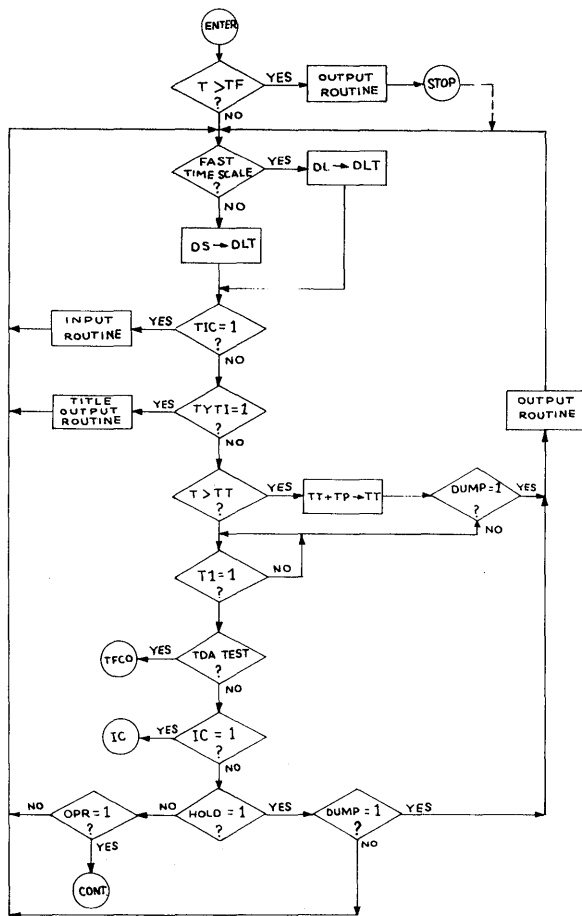 ENTER
T > TF
?
YES
OUTPUT
ROUTINE
STOP
NO
FAST
TIME SCALE
?
YES
DL → DLT
NO
DS → DLT
INPUT
ROUTINE
YES
TIC = 1
?
NO
TITLE
OUTPUT
ROUTINE
YES
TYTI = 1
?
NO
OUTPUT
ROUTINE
T > TT
?
YES
TT + TP → TT
DUMP = 1
?
YES
NO
T1 = 1
?
NO
TFCO
YES
TDA TEST
?
NO
IC
YES
IC = 1
?
NO
NO
OPR = 1
?
YES
CONT.
NO
HOLD = 1
?
YES
DUMP = 1
?
YES
NO